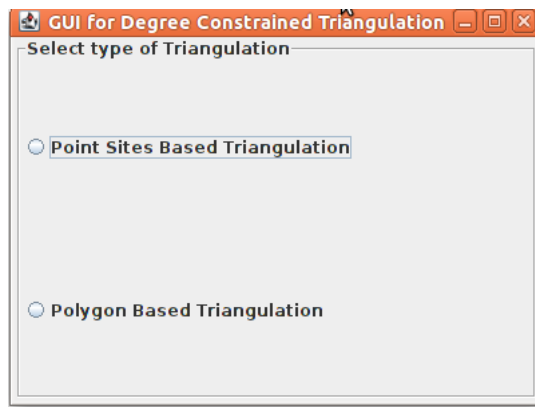 GUI for Degree Constrained Triangulation
Select type of Triangulation
Point Sites Based Triangulation
Polygon Based Triangulation